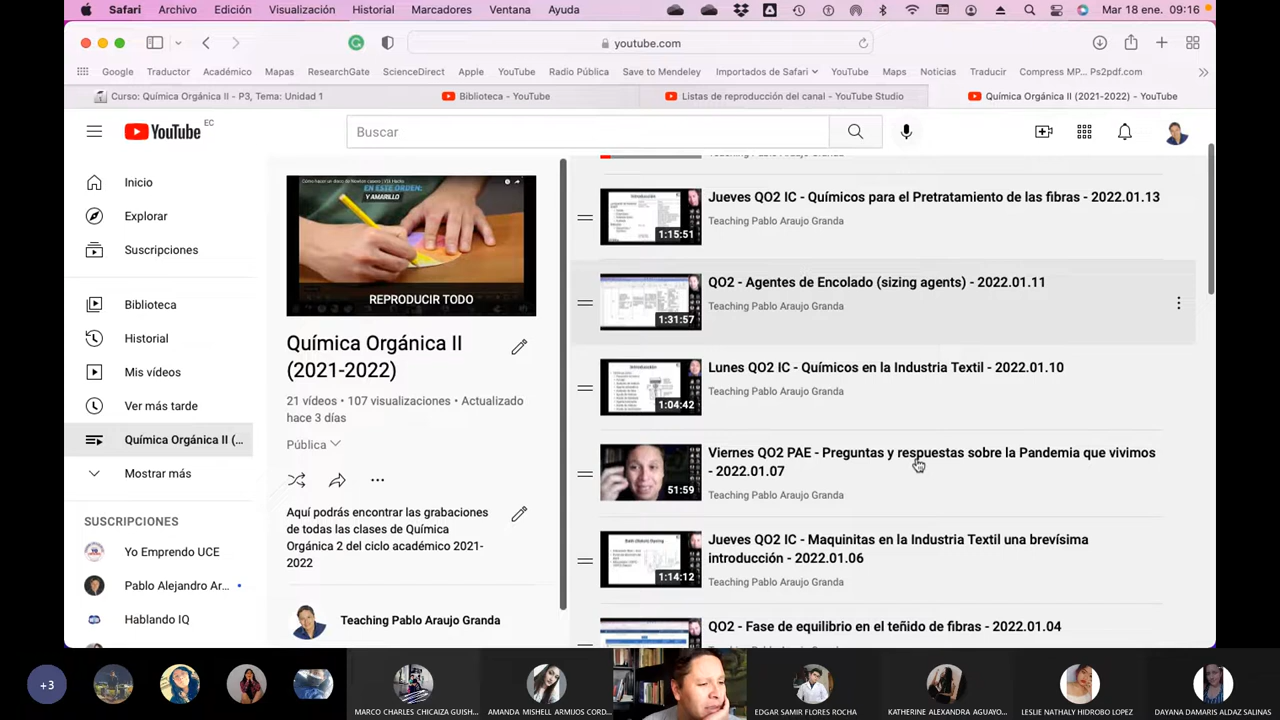 Safari Archivo Edición Visualización Historial Marcadores Ventana Ayuda Mar 18 ene. 09:16
youtube.com
Google Traductor Académico Mapas ResearchGate ScienceDirect Apple YouTube Radio Pública Save to Mendeley Importados de Safari YouTube Maps Noticias Traducir Compress MP... Ps2pdf.com
Curso: Química Orgánica II - P3, Tema: Unidad 1
Biblioteca - YouTube
Listas de reproducción del canal - YouTube Studio
Química Orgánica II (2021-2022) - YouTube
YouTube EC
Buscar
Inicio
Explorar
Suscripciones
Biblioteca
Historial
Mis vídeos
Ver más tarde
Química Orgánica II (...
Mostrar más
SUSCRIPCIONES
Yo Emprendo UCE
Pablo Alejandro Ar...
Hablando IQ
EN ESTE ORDEN:
Y AMARILLO
REPRODUCIR TODO
Química Orgánica II
(2021-2022)
21 vídeos • 107 visualizaciones • Actualizado
hace 3 días
Pública
Aquí podrás encontrar las grabaciones
de todas las clases de Química
Orgánica 2 del ciclo académico 2021-
2022
Teaching Pablo Araujo Granda
Teaching Pablo Araujo Granda
1:15:51
Jueves QO2 IC - Químicos para el Pretratamiento de las fibras - 2022.01.13
Teaching Pablo Araujo Granda
1:31:57
QO2 - Agentes de Encolado (sizing agents) - 2022.01.11
Teaching Pablo Araujo Granda
Introducción
1:04:42
Lunes QO2 IC - Químicos en la Industria Textil - 2022.01.10
Teaching Pablo Araujo Granda
51:59
Viernes QO2 PAE - Preguntas y respuestas sobre la Pandemia que vivimos
- 2022.01.07
Teaching Pablo Araujo Granda
1:14:12
Jueves QO2 IC - Maquinitas en la Industria Textil una brevísima
introducción - 2022.01.06
Teaching Pablo Araujo Granda
QO2 - Fase de equilibrio en el teñido de fibras - 2022.01.04
+3
MARCO CHARLES CHICAIZA GUISH...
AMANDA MISHELL ARMIJOS CORD...
EDGAR SAMIR FLORES ROCHA
KATHERINE ALEXANDRA AGUAYO...
LESLIE NATHALY HIDROBO LOPEZ
DAYANA DAMARIS ALDAZ SALINAS